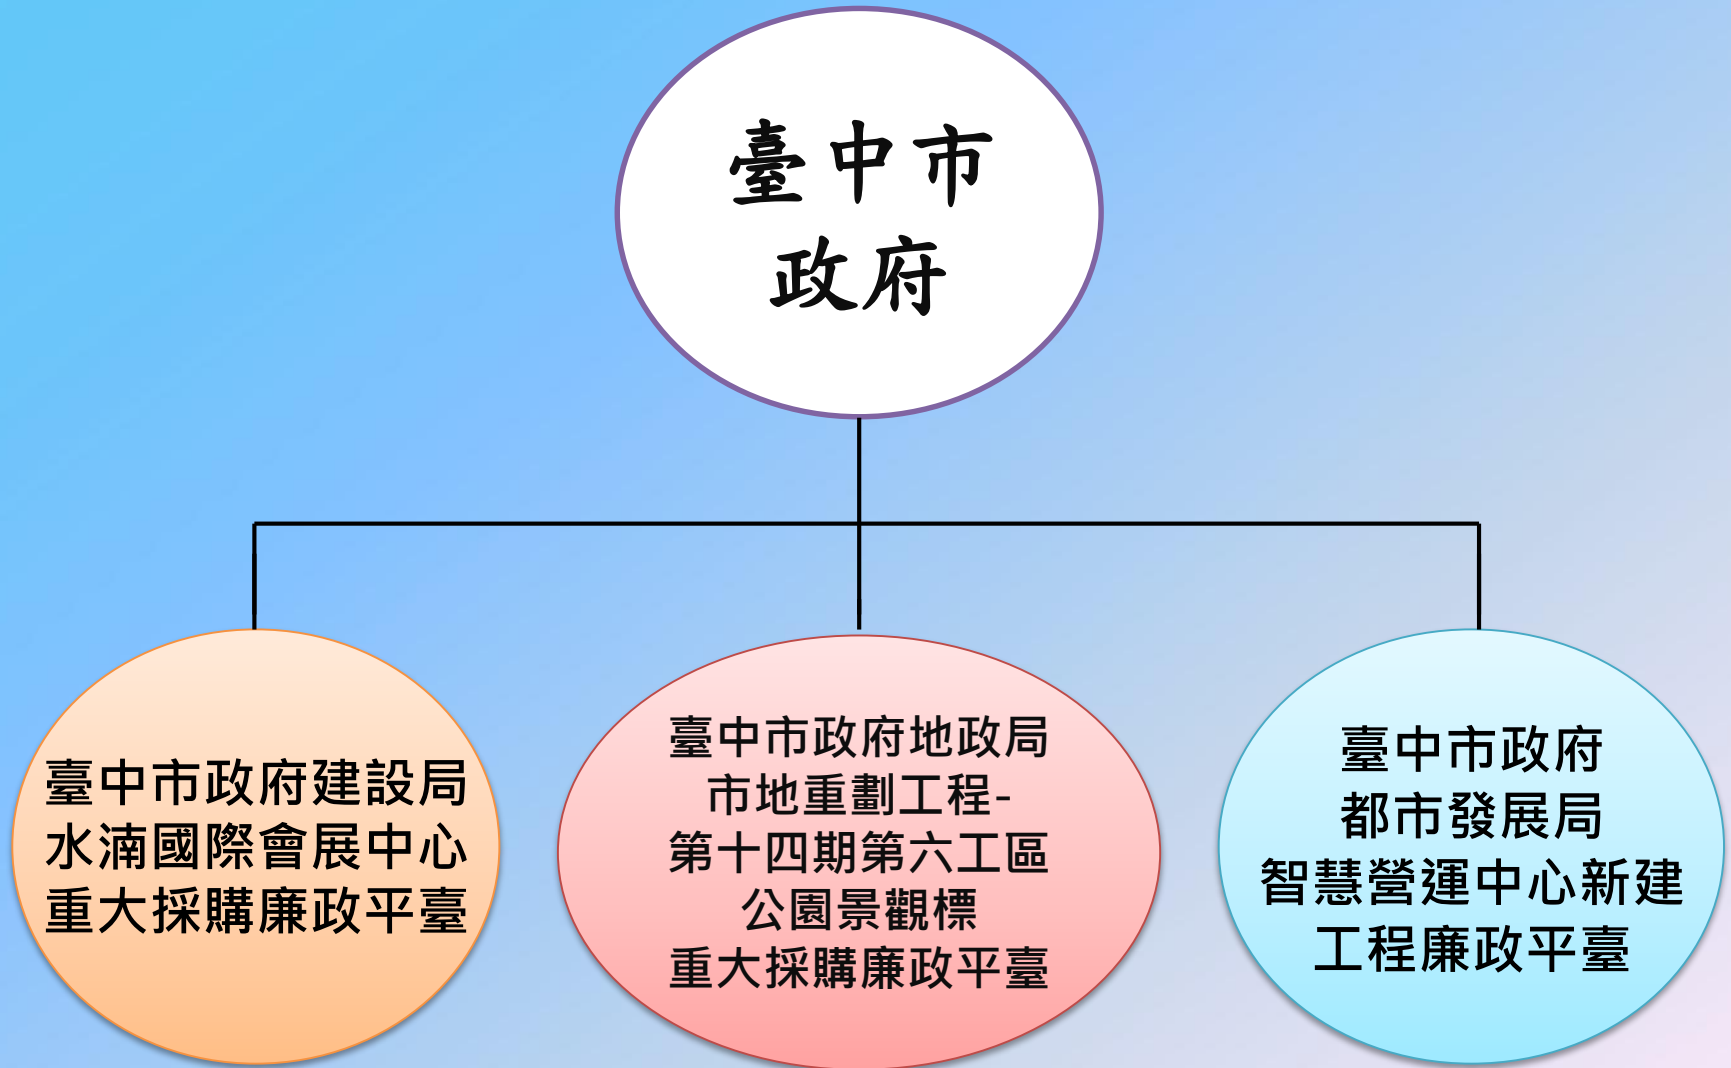 臺中市
政府
臺中市政府建設局
水湳國際會展中心
重大採購廉政平臺
臺中市政府地政局
市地重劃工程-
第十四期第六工區
公園景觀標
重大採購廉政平臺
臺中市政府
都市發展局
智慧營運中心新建
工程廉政平臺